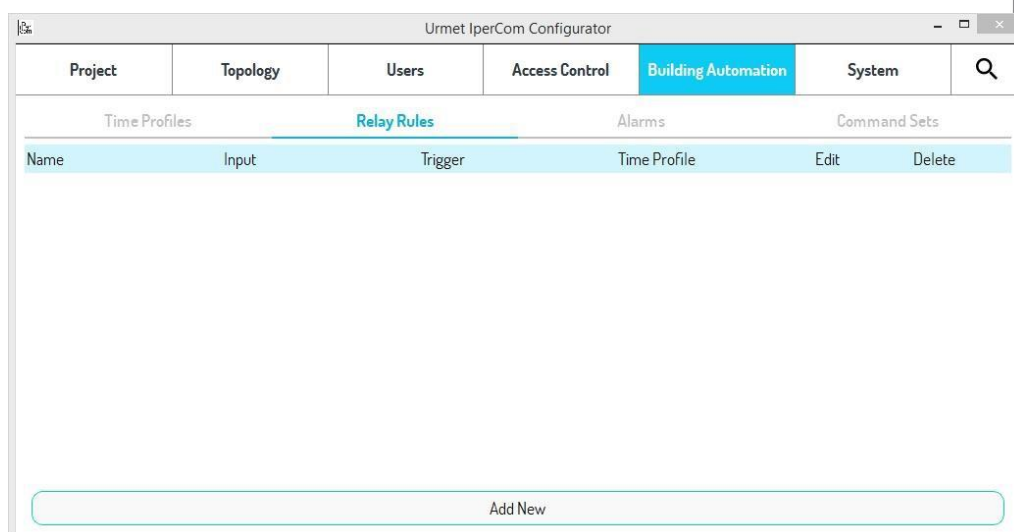 Urmet IperCom Configurator
Project Topology Users Access Control Building Automation System
Time Profiles Relay Rules Alarms Command Sets
Name Input Trigger Time Profile Edit Delete
Add New